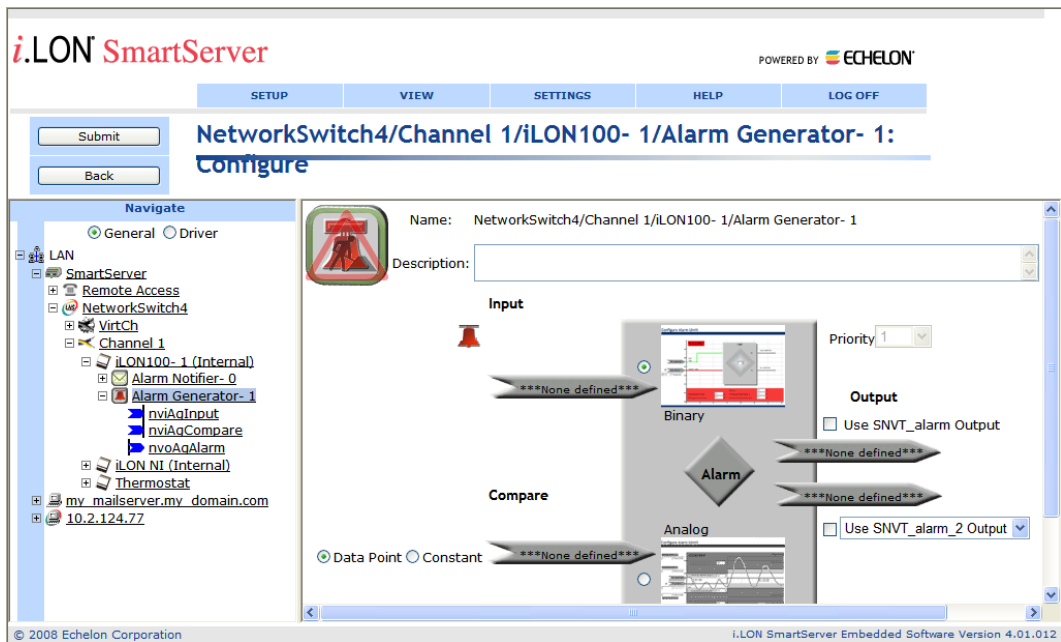 i.LON SmartServer
POWERED BY ECHELON
SETUP VIEW SETTINGS HELP LOG OFF
Submit
Back
NetworkSwitch4/Channel 1/iLON100- 1/Alarm Generator- 1:
Configure
Navigate
General Driver
LAN
SmartServer
Remote Access
NetworkSwitch4
VirtCh
Channel 1
iLON100- 1 (Internal)
Alarm Notifier- 0
Alarm Generator- 1
nviAgInput
nviAgCompare
nvoAgAlarm
iLON NI (Internal)
Thermostat
my_mailserver.my_domain.com
10.2.124.77
Name: NetworkSwitch4/Channel 1/iLON100- 1/Alarm Generator- 1
Description:
Input
Priority 1
***None defined***
Binary
Output
Use SNVT_alarm Output
***None defined***
Alarm
***None defined***
Compare
Analog
Use SNVT_alarm_2 Output
Data Point Constant
***None defined***
© 2008 Echelon Corporation
i.LON SmartServer Embedded Software Version 4.01.012